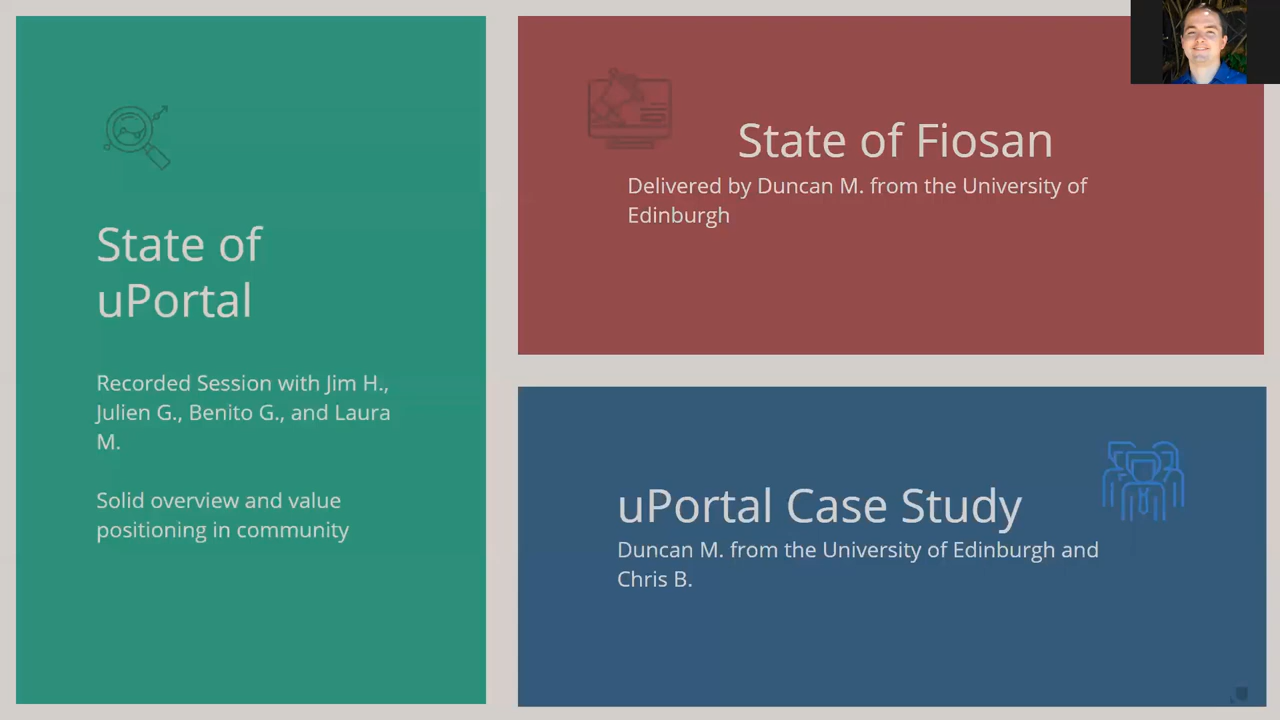 State of
uPortal
Recorded Session with Jim H.,
Julien G., Benito G., and Laura
M.
Solid overview and value
positioning in community
State of Fiosan
Delivered by Duncan M. from the University of
Edinburgh
uPortal Case Study
Duncan M. from the University of Edinburgh and
Chris B.